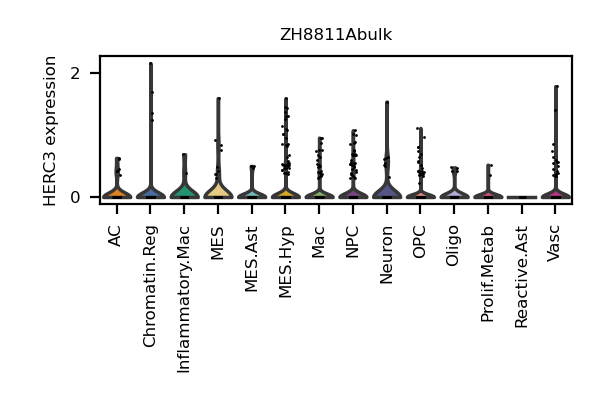 ZH8811Abulk
HERC3 expression
2
0
AC
Chromatin.Reg
Inflammatory.Mac
MES
MES.Ast
MES.Hyp
Mac
NPC
Neuron
OPC
Oligo
Prolif.Metab
Reactive.Ast
Vasc